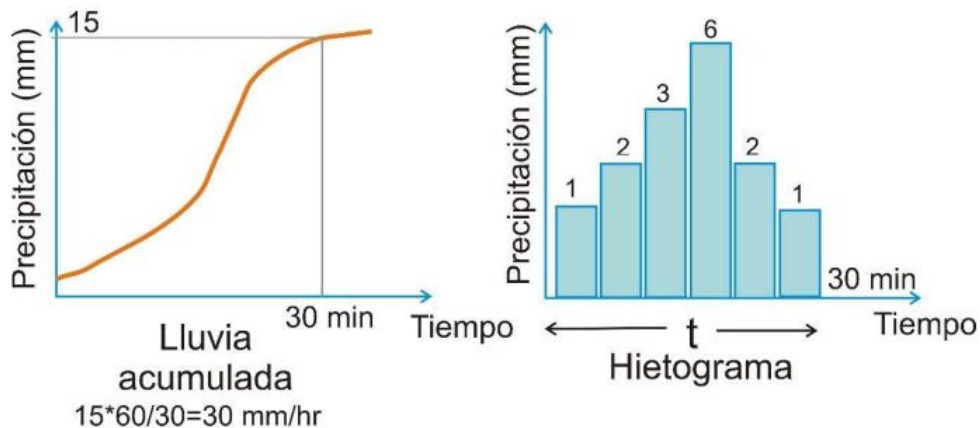 15
Precipitación (mm)
30 min
Tiempo
Lluvia
acumulada
15*60/30=30 mm/hr
Precipitación (mm)
1
2
3
6
2
1
30 min
Tiempo
t
Hietograma